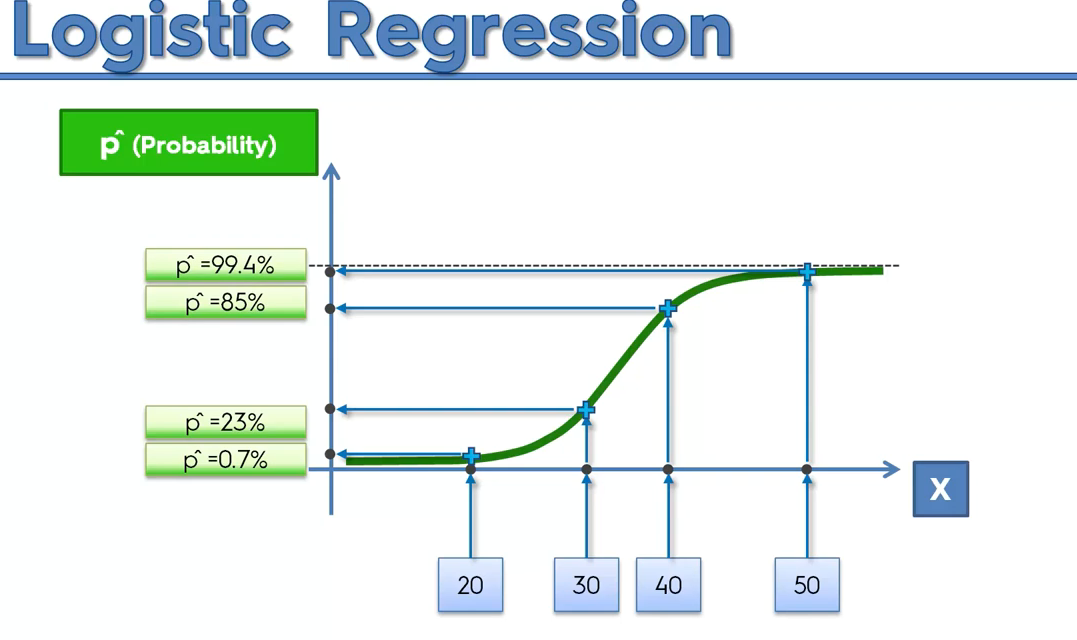 Logistic Regression
p̂ (Probability)
p̂ =99.4%
p̂ =85%
p̂ =23%
p̂ =0.7%
X
20 30 40 50